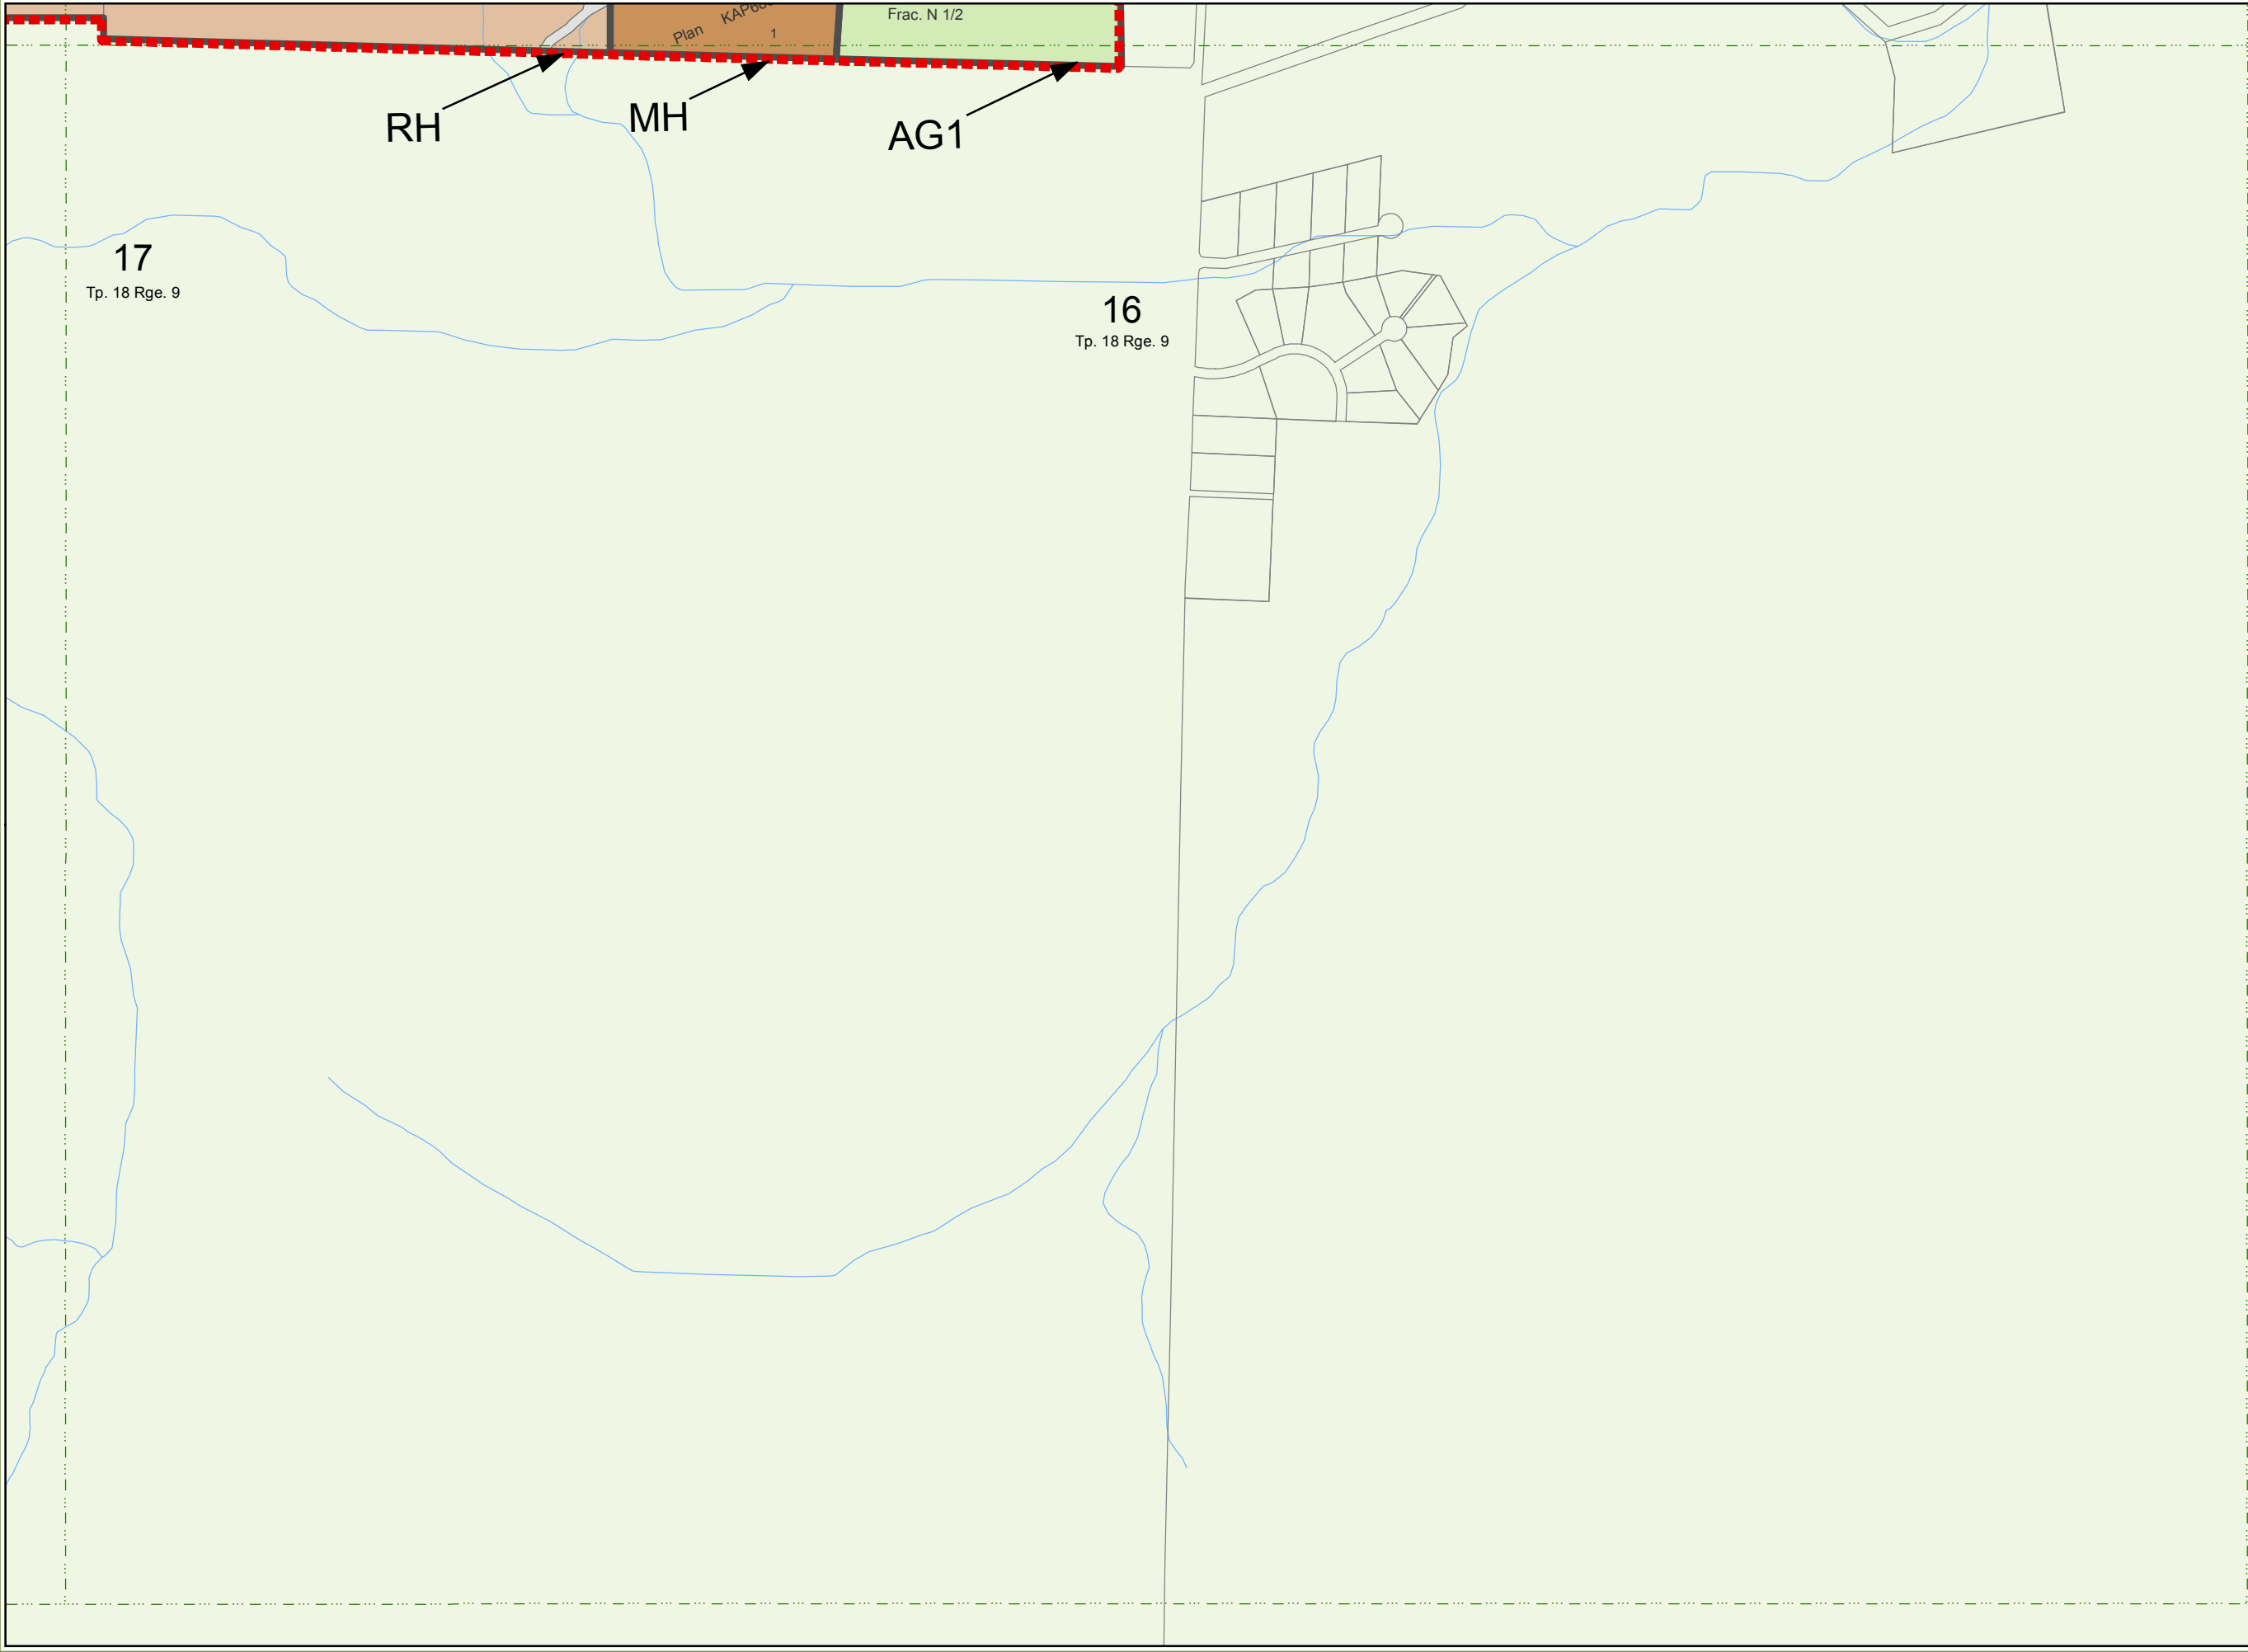 Frac. N 1/2
Plan
1
RH
MH
AG1
17
Tp. 18 Rge. 9
16
Tp. 18 Rge. 9